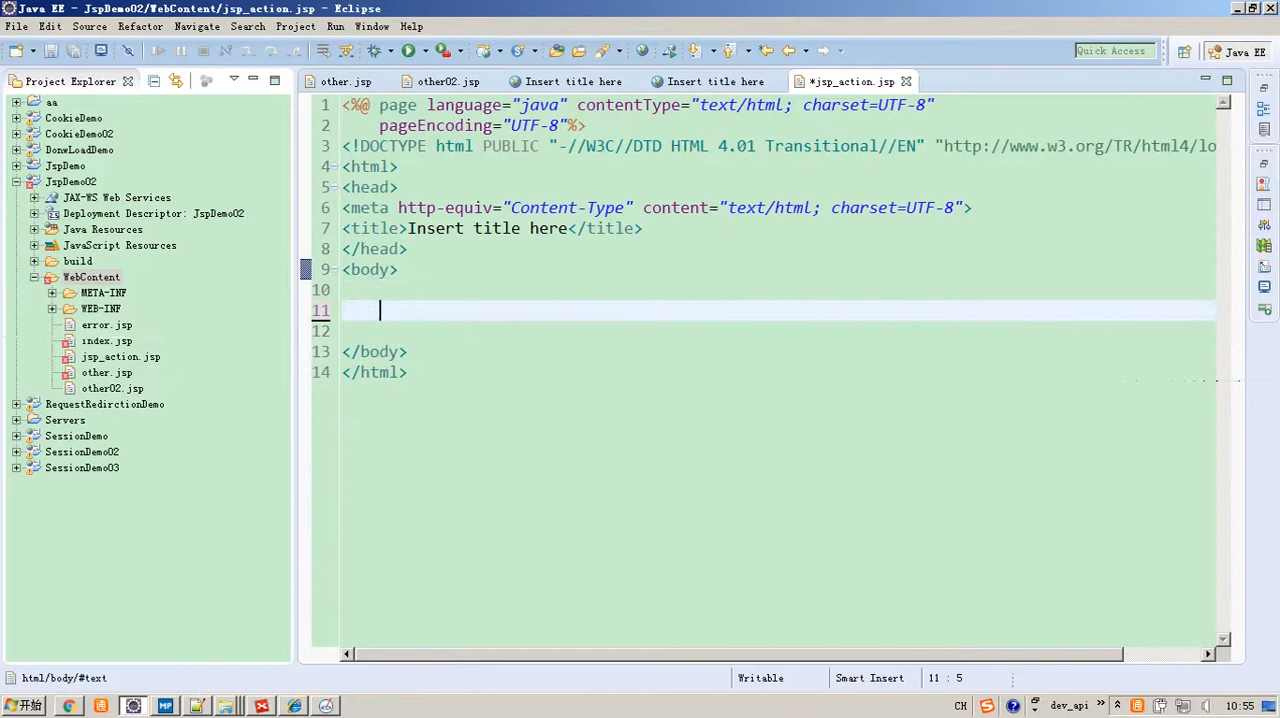 Java EE - JspDemo02/WebContent/jsp_action.jsp - Eclipse
File Edit Source Refactor Navigate Search Project Run Window Help
Quick Access
Java EE
Project Explorer
other.jsp
other02.jsp
Insert title here
Insert title here
*jsp_action.jsp
aa
CookieDemo
CookieDemo02
DownLoadDemo
JspDemo
JspDemo02
JAX-WS Web Services
Deployment Descriptor: JspDemo02
Java Resources
JavaScript Resources
build
WebContent
META-INF
WEB-INF
error.jsp
index.jsp
jsp_action.jsp
other.jsp
other02.jsp
RequestRedirctionDemo
Servers
SessionDemo
SessionDemo02
SessionDemo03
1 <%@ page language="java" contentType="text/html; charset=UTF-8"
2 pageEncoding="UTF-8"%>
3 <!DOCTYPE html PUBLIC "-//W3C//DTD HTML 4.01 Transitional//EN" "http://www.w3.org/TR/html4/lo
4 <html>
5 <head>
6 <meta http-equiv="Content-Type" content="text/html; charset=UTF-8">
7 <title>Insert title here</title>
8 </head>
9 <body>
10
11
12
13 </body>
14 </html>
html/body/#text
Writable
Smart Insert
11 : 5
开始
MP
CH
dev_api
10:55